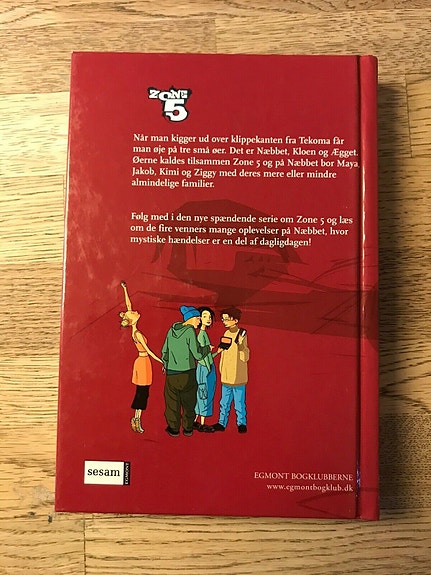 ZONE
5
Når man kigger ud over klippekanten fra Tekoma får
man øje på tre små øer. Det er Næbbet, Kloen og Ægget.
Øerne kaldes tilsammen Zone 5 og på Næbbet bor Maya,
Jakob, Kimi og Ziggy med deres mere eller mindre
almindelige familier.
Følg med i den nye spændende serie om Zone 5 og læs
om de fire venners mange oplevelser på Næbbet, hvor
mystiske hændelser er en del af dagligdagen!
sesam
EGMONT
EGMONT BOGKLUBBERNE
www.egmontbogklub.dk